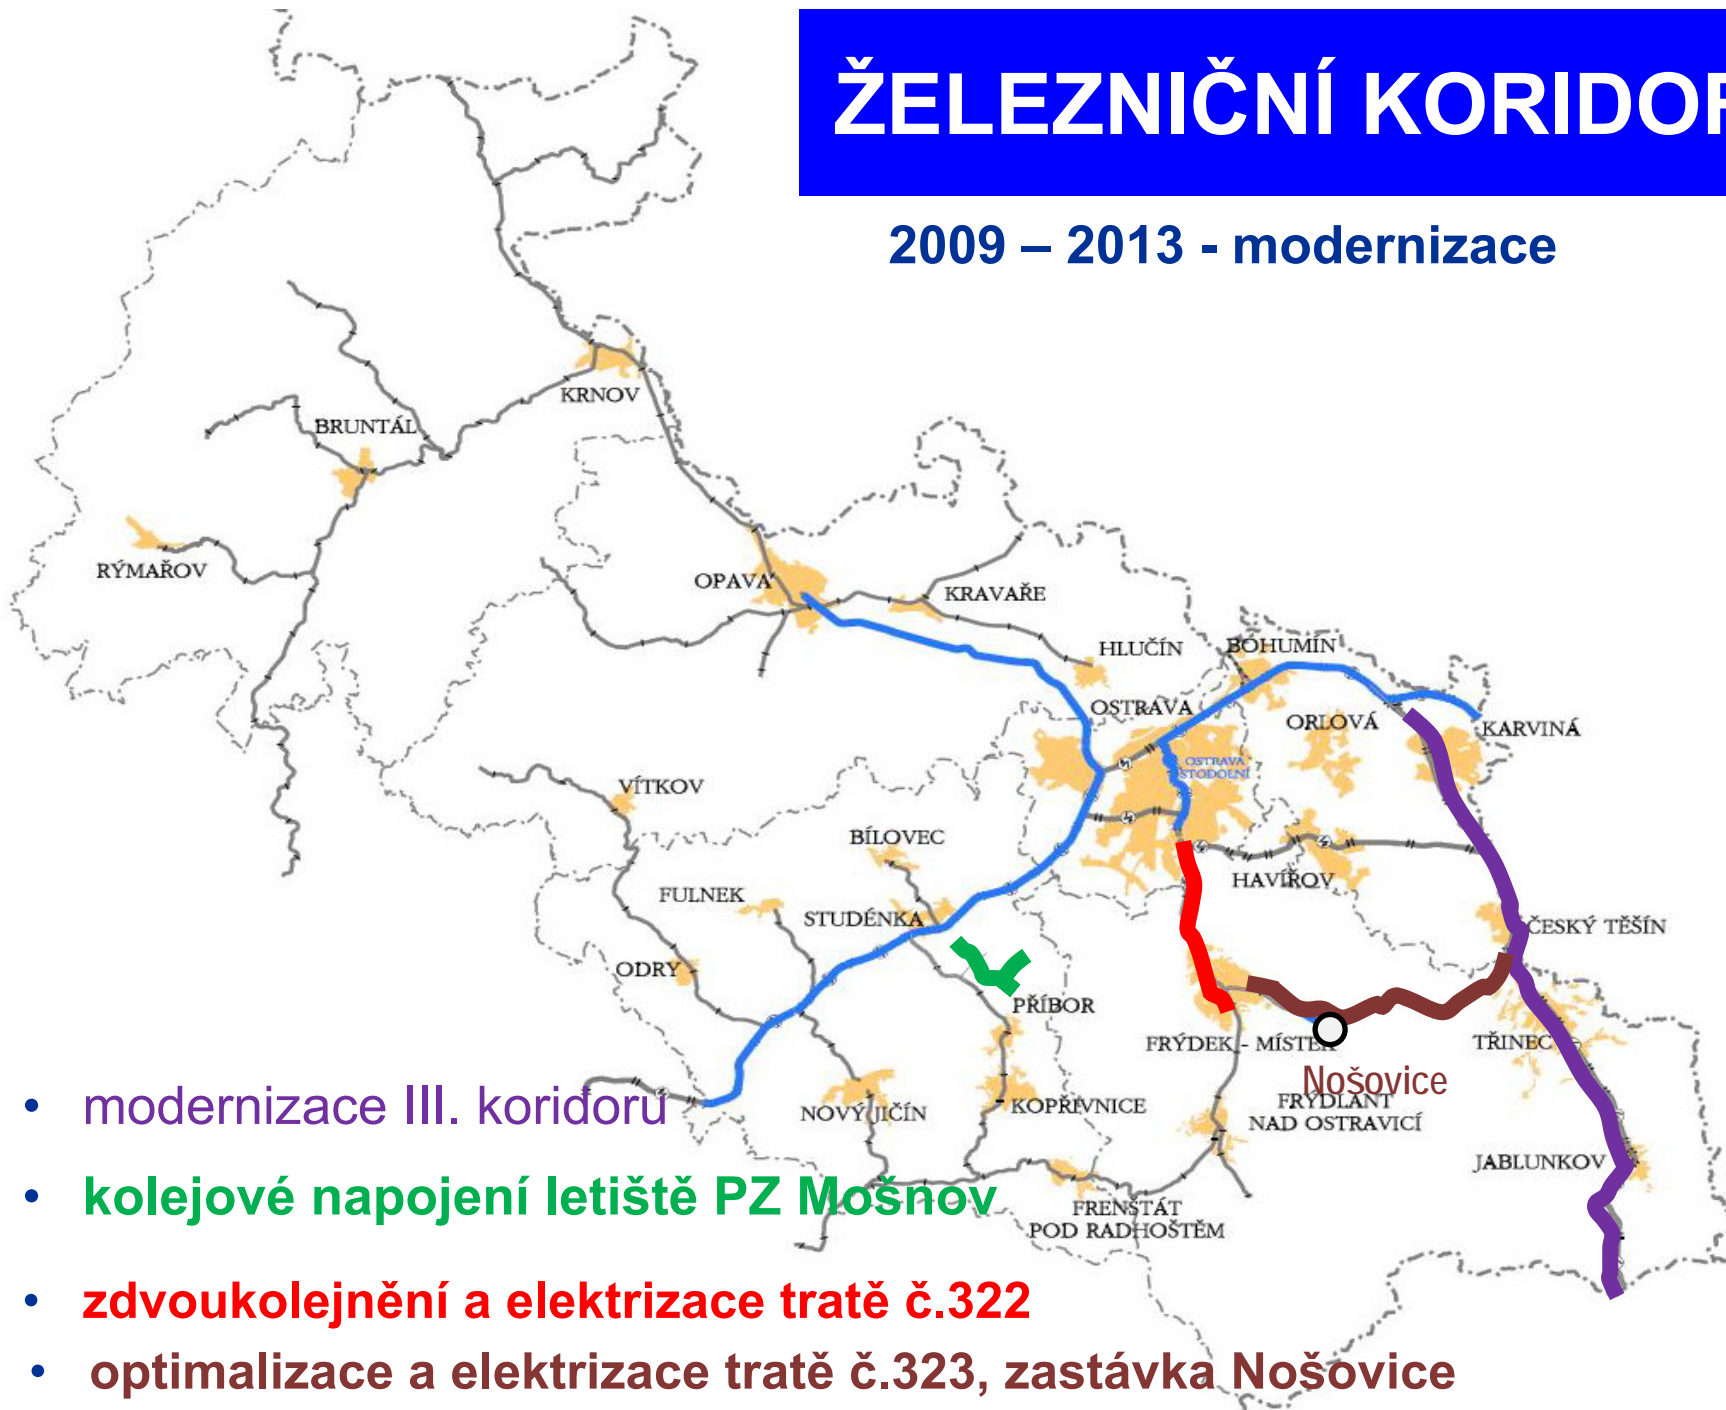 ŽELEZNIČNÍ KORIDOR
2009 – 2013 - modernizace
KRNOV
BRUNTÁL
RÝMAŘOV
OPAVA
KRAVAŘE
HLUČÍN
BOHUMÍN
OSTRAVA
ORLOVÁ
KARVINÁ
OSTRAVA
STODOLNÍ
VÍTKOV
BÍLOVEC
HAVÍŘOV
FULNEK
STUDÉNKA
ČESKÝ TĚŠÍN
ODRY
PŘÍBOR
FRÝDEK - MÍSTEK
TŘINEC
Nošovice
NOVÝ JIČÍN
KOPŘIVNICE
FRÝDLANT
NAD OSTRAVICÍ
JABLUNKOV
FRENŠTÁT
POD RADHOŠTĚM
• modernizace III. koridoru
• kolejové napojení letiště PZ Mošnov
• zdvoukolejnění a elektrizace tratě č.322
• optimalizace a elektrizace tratě č.323, zastávka Nošovice